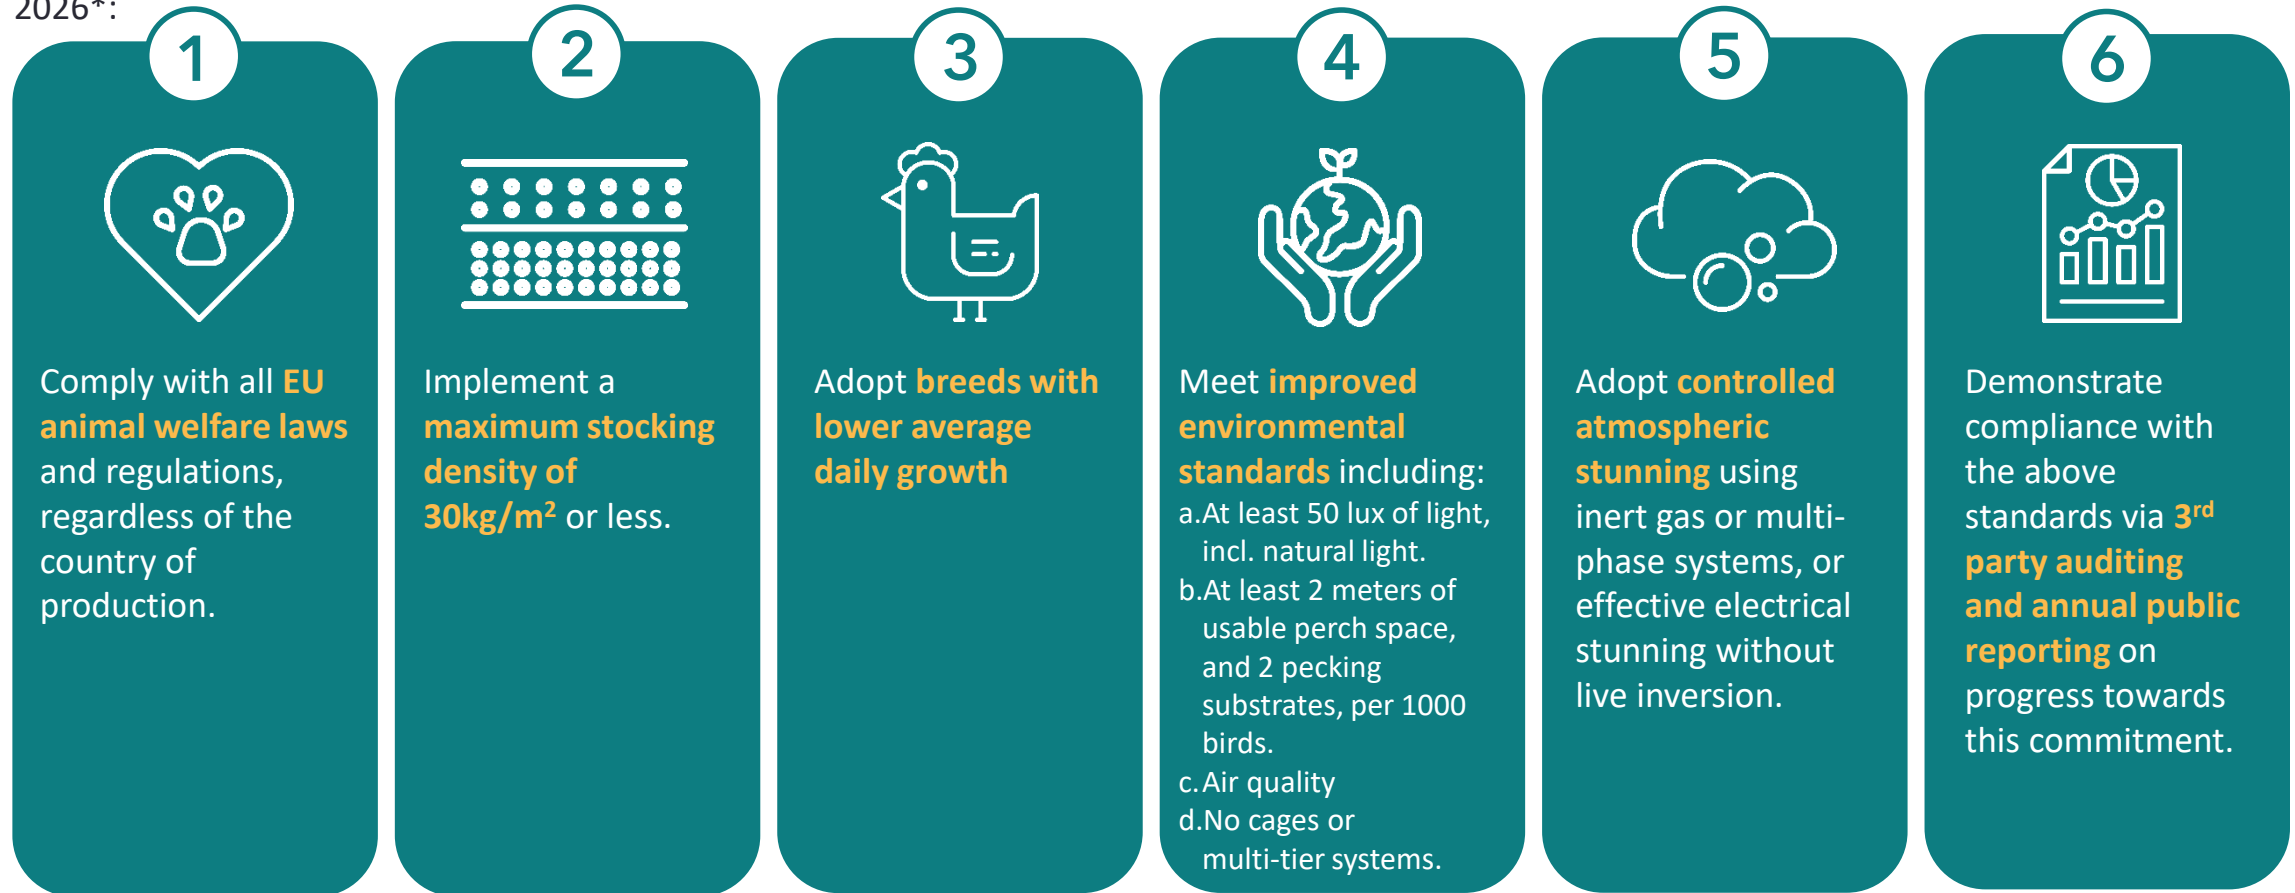 2026*:
1
Comply with all EU
animal welfare laws
and regulations,
regardless of the
country of
production.
2
Implement a
maximum stocking
density of
30kg/m² or less.
3
Adopt breeds with
lower average
daily growth
4
Meet improved
environmental
standards including:
a.At least 50 lux of light,
incl. natural light.
b.At least 2 meters of
usable perch space,
and 2 pecking
substrates, per 1000
birds.
c.Air quality
d.No cages or
multi-tier systems.
5
Adopt controlled
atmospheric
stunning using
inert gas or multi-
phase systems, or
effective electrical
stunning without
live inversion.
6
Demonstrate
compliance with
the above
standards via 3rd
party auditing
and annual public
reporting on
progress towards
this commitment.